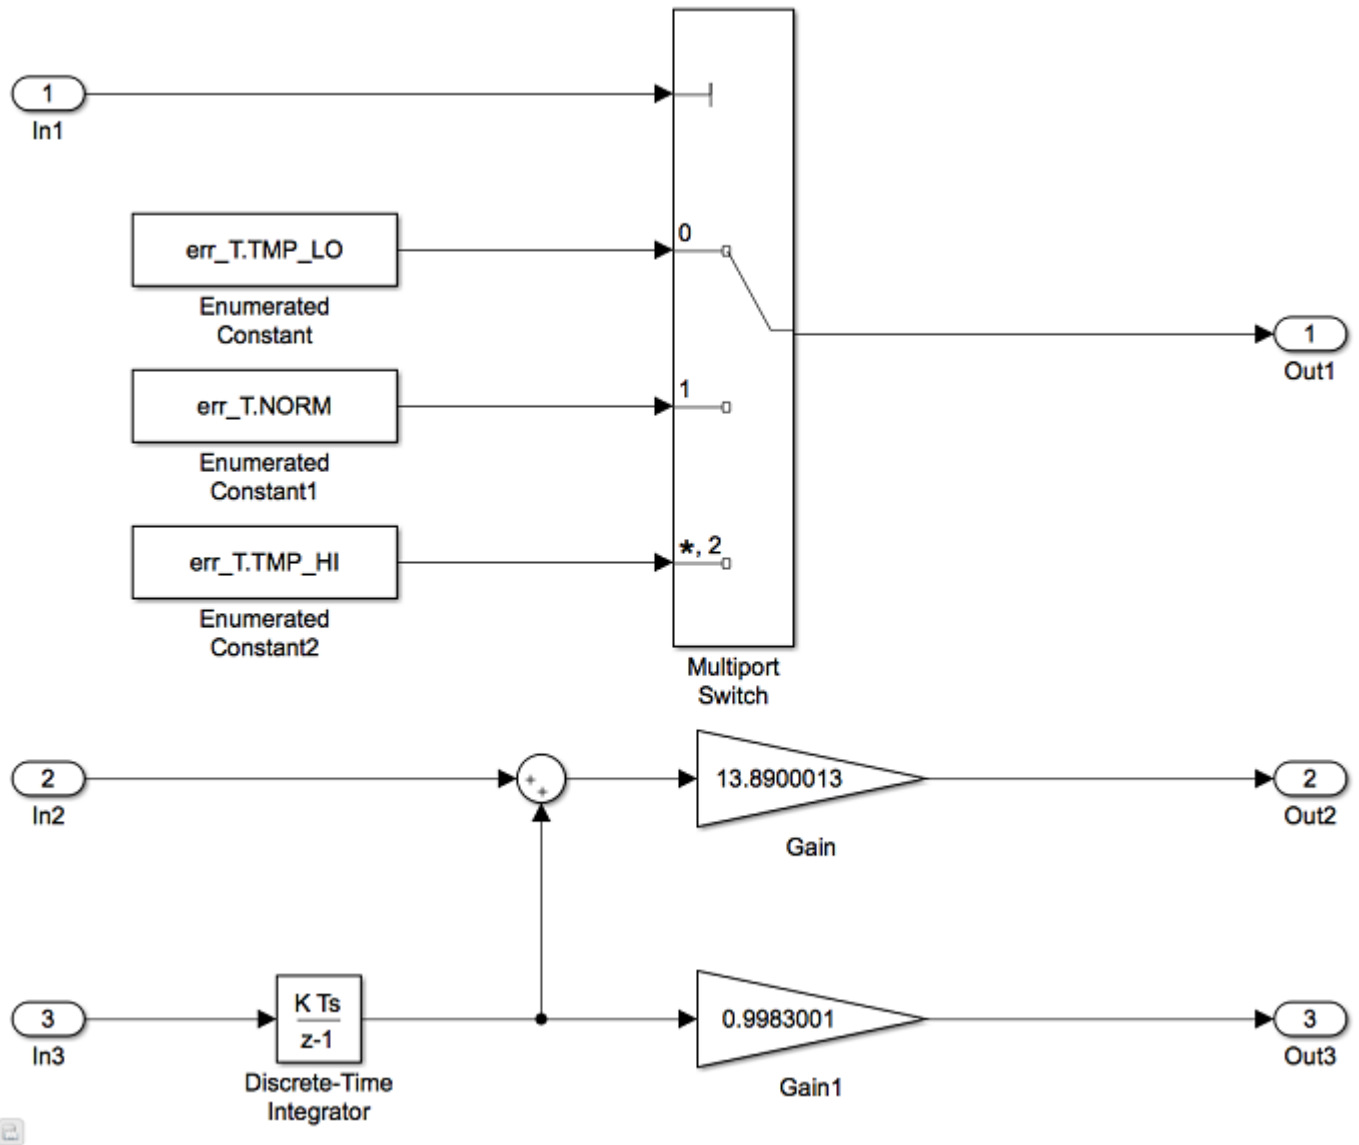 1
In1
err_T.TMP_LO
Enumerated
Constant
0
err_T.NORM
Enumerated
Constant1
1
err_T.TMP_HI
Enumerated
Constant2
*, 2
Multiport
Switch
1
Out1
2
In2
+
+
13.8900013
Gain
2
Out2
3
In3
K Ts
z-1
Discrete-Time
Integrator
0.9983001
Gain1
3
Out3